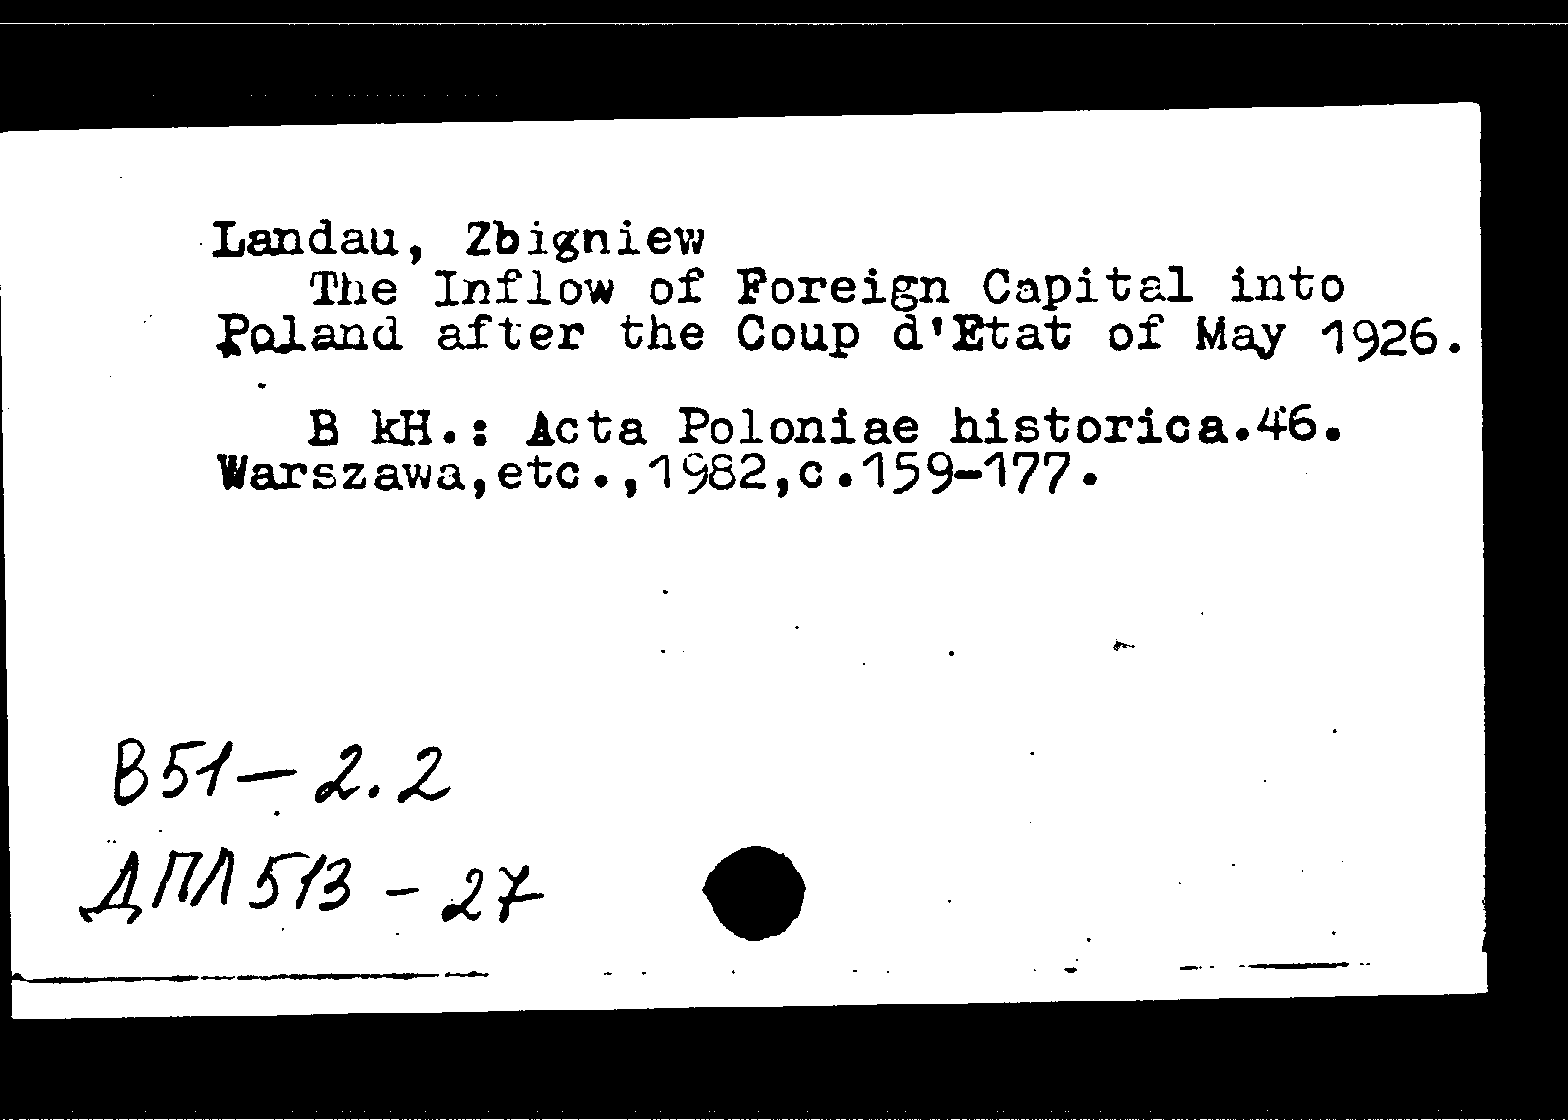 Landau, Zbigniew
The Inflow of Foreign Capital into
Poland after the Coup d'Etat of May 1926.
B kH.: Acta Poloniae historica.46.
Warszawa,etc.,1982,c.159-177.
В51-2.2
ДПЛ513-27